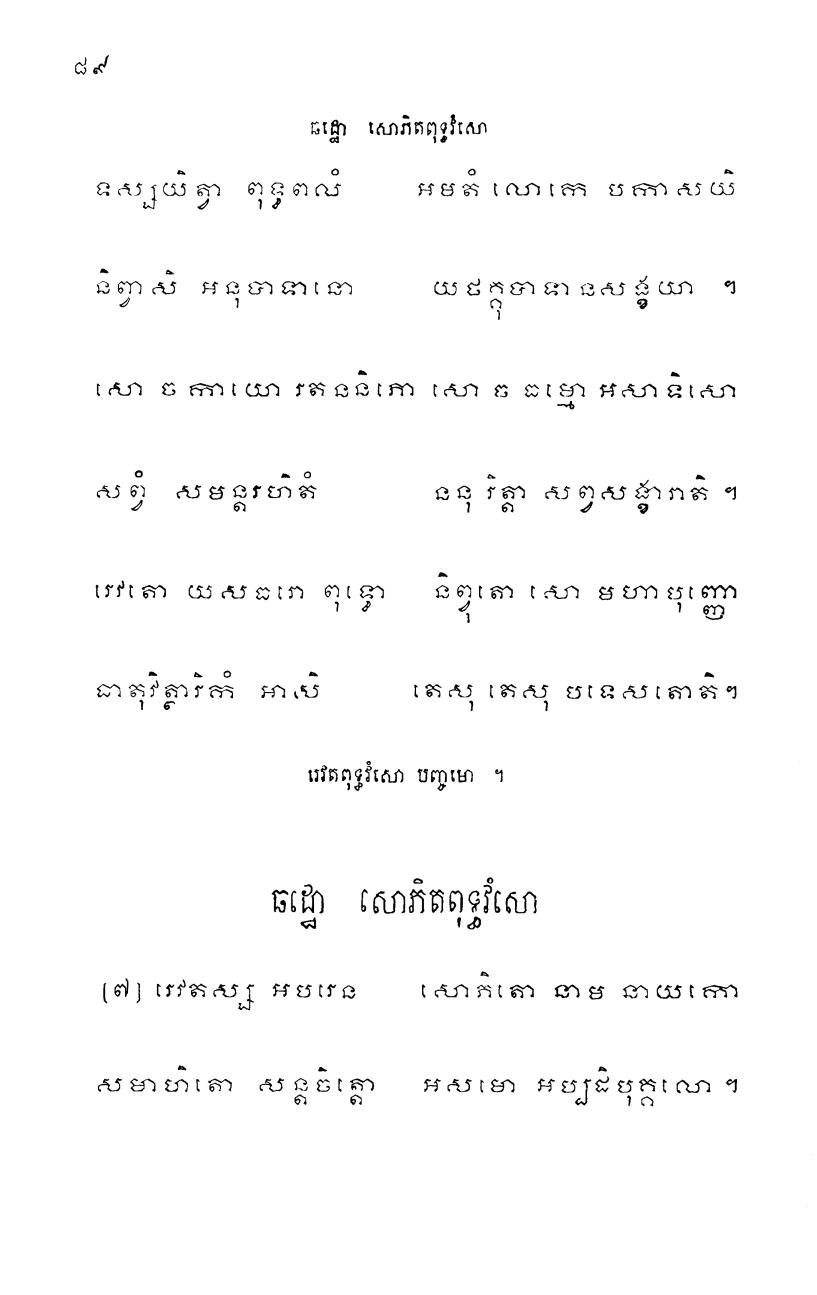 ៨៩
ឆដ្ឋោ សោភិតពុទ្ធវំសោ
ទស្សយិត្វា ពុទ្ធពលំ អមតំ លោកេ បកាសយិ
និព្វាសិ អនុបាទានោ យថគ្គុបាទានសង្ខយា ។
សោ ច កាយោ រតននិភោ សោ ច ធម្មោ អសាទិសោ
សព្វំ សមន្តរហិតំ ននុ រិត្តា សព្វសង្ខារាតិ ។
រេវតោ យសធរោ ពុទ្ធោ និព្វុតោ សោ មហាបុញ្ញោ
ធាតុវិត្ថារិកំ អាសិ តេសុ តេសុ បទេសតោតិ។
រេវតពុទ្ធវំសោ បញ្ចមោ ។
ឆដ្ឋោ សោភិតពុទ្ធវំសោ
(៧) រេវតស្ស អបរេន សោភិតោ នាម នាយកោ
សមាហិតោ សន្តចិត្តោ អសមោ អប្បដិបុគ្គលោ ។